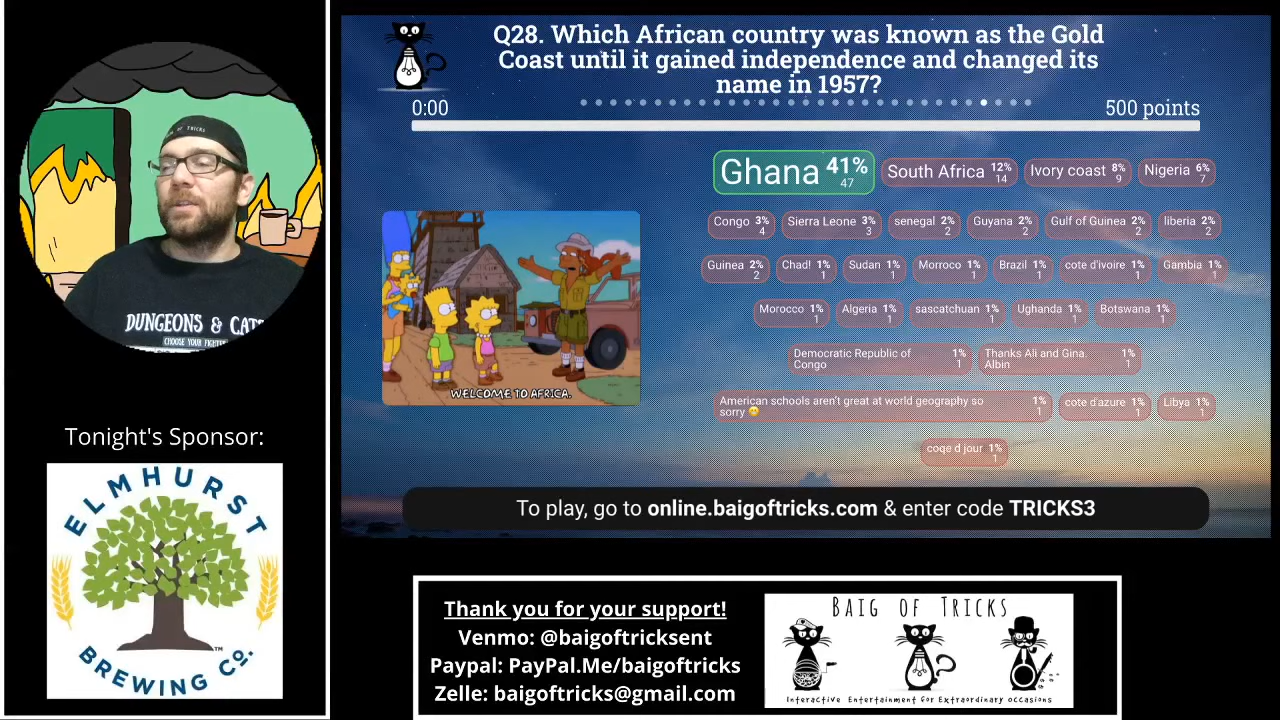 Q28. Which African country was known as the Gold
Coast until it gained independence and changed its
name in 1957?
0:00
500 points
Ghana 41% 47
South Africa 12% 14
Ivory coast 8% 9
Nigeria 6% 7
Congo 3% 4
Sierra Leone 3% 3
senegal 2% 2
Guyana 2% 2
Gulf of Guinea 2% 2
liberia 2% 2
Guinea 2% 2
Chad! 1% 1
Sudan 1% 1
Morroco 1% 1
Brazil 1% 1
cote d'ivoire 1% 1
Gambia 1% 1
Morocco 1% 1
Algeria 1% 1
sascatchuan 1% 1
Ughanda 1% 1
Botswana 1% 1
Democratic Republic of
Congo 1% 1
Thanks Ali and Gina.
Albin 1% 1
American schools aren't great at world geography so
sorry 😁 1% 1
cote d'azure 1% 1
Libya 1% 1
coqe d jour 1% 1
WELCOME TO AFRICA.
To play, go to online.baigoftricks.com & enter code TRICKS3
OF TRICKS
DUNGEONS & CATS
CHOOSE YOUR FIGHTER
Tonight's Sponsor:
ELMHURST
BREWING CO.
TM
Thank you for your support!
Venmo: @baigoftricksent
Paypal: PayPal.Me/baigoftricks
Zelle: baigoftricks@gmail.com
BAIG OF TRICKS
Interactive Entertainment for Extraordinary occasions